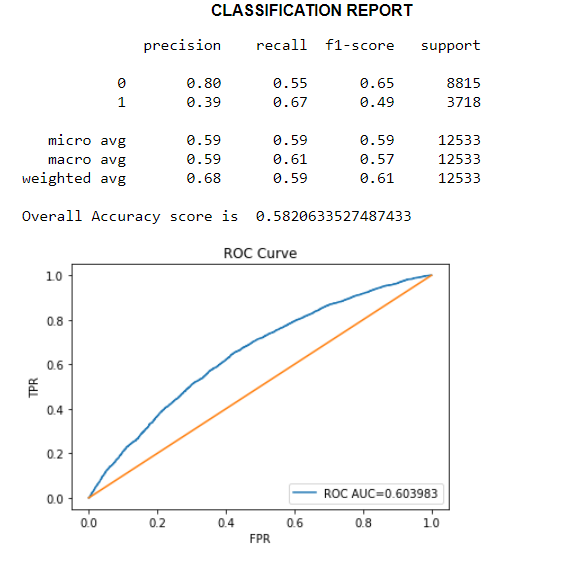 CLASSIFICATION REPORT
precision recall f1-score support
0 0.80 0.55 0.65 8815
1 0.39 0.67 0.49 3718
micro avg 0.59 0.59 0.59 12533
macro avg 0.59 0.61 0.57 12533
weighted avg 0.68 0.59 0.61 12533
Overall Accuracy score is 0.5820633527487433
ROC Curve
1.0
0.8
0.6
0.4
0.2
0.0
TPR
ROC AUC=0.603983
0.0 0.2 0.4 0.6 0.8 1.0
FPR